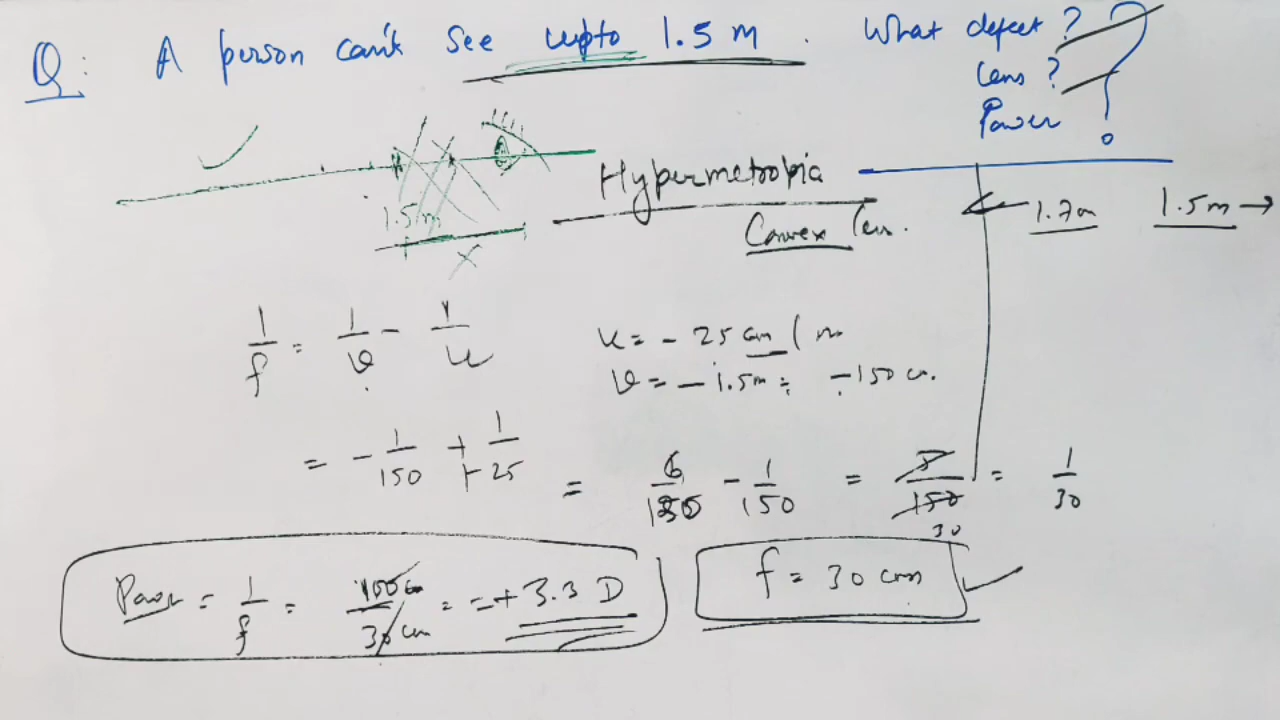 Q: A person can't see upto 1.5 m. What defect?
Lens?
Power
?
1.5m
x
Hypermetropia
Convex lens.
1.7m 1.5m →
1/f = 1/v - 1/u
u = - 25 cm
v = - 1.5m = -150 cm.
= - 1/150 + 1/25
= 6/150 - 1/150 = 5/150 = 1/30
30
Power = 1/f = 100cm/30cm = + 3.3 D
f = 30 cm